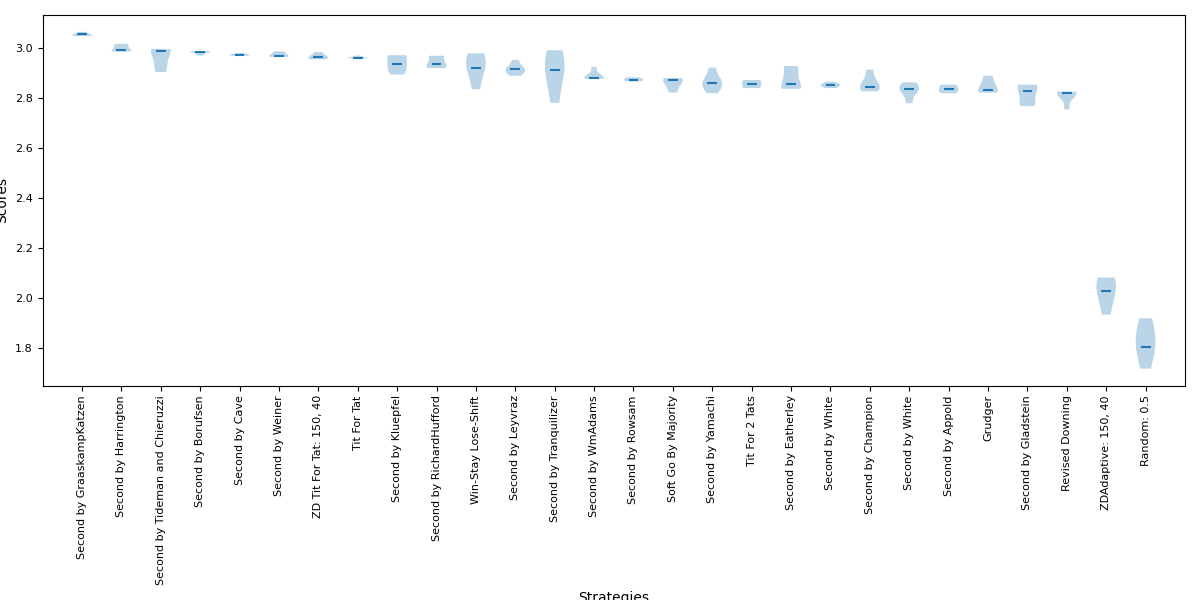 Scores
3.0
2.8
2.6
2.4
2.2
2.0
1.8
Second by GraaskampKatzen
Second by Harrington
Second by Tideman and Chieruzzi
Second by Borufsen
Second by Cave
Second by Weiner
ZD Tit For Tat: 150, 40
Tit For Tat
Second by Kluepfel
Second by RichardHufford
Win-Stay Lose-Shift
Second by Leyvraz
Second by Tranquilizer
Second by WmAdams
Second by Rowsam
Soft Go By Majority
Second by Yamachi
Tit For 2 Tats
Second by Eatherley
Second by White
Second by Champion
Second by White
Second by Appold
Grudger
Second by Gladstein
Revised Downing
ZDAdaptive: 150, 40
Random: 0.5
Strategies